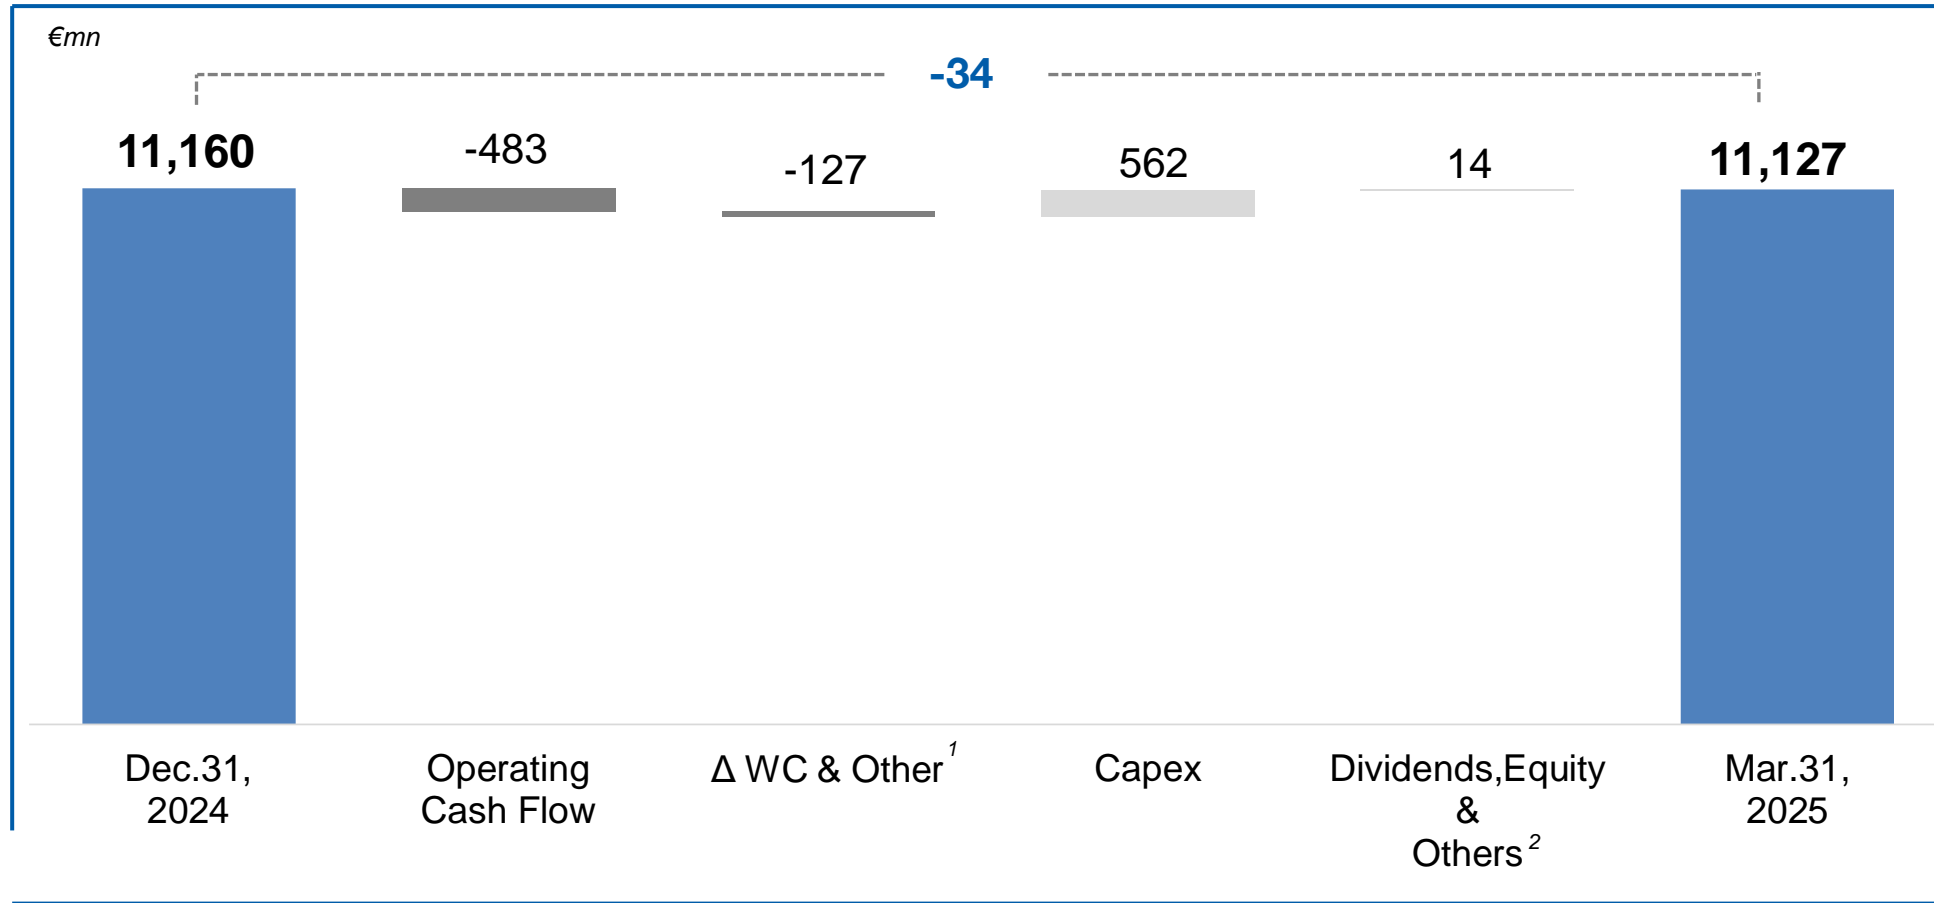 €mn
-34
11,160
-483
-127
562
14
11,127
Dec.31,
2024
Operating
Cash Flow
Δ WC & Other 1
Capex
Dividends,Equity
&
Others 2
Mar.31,
2025